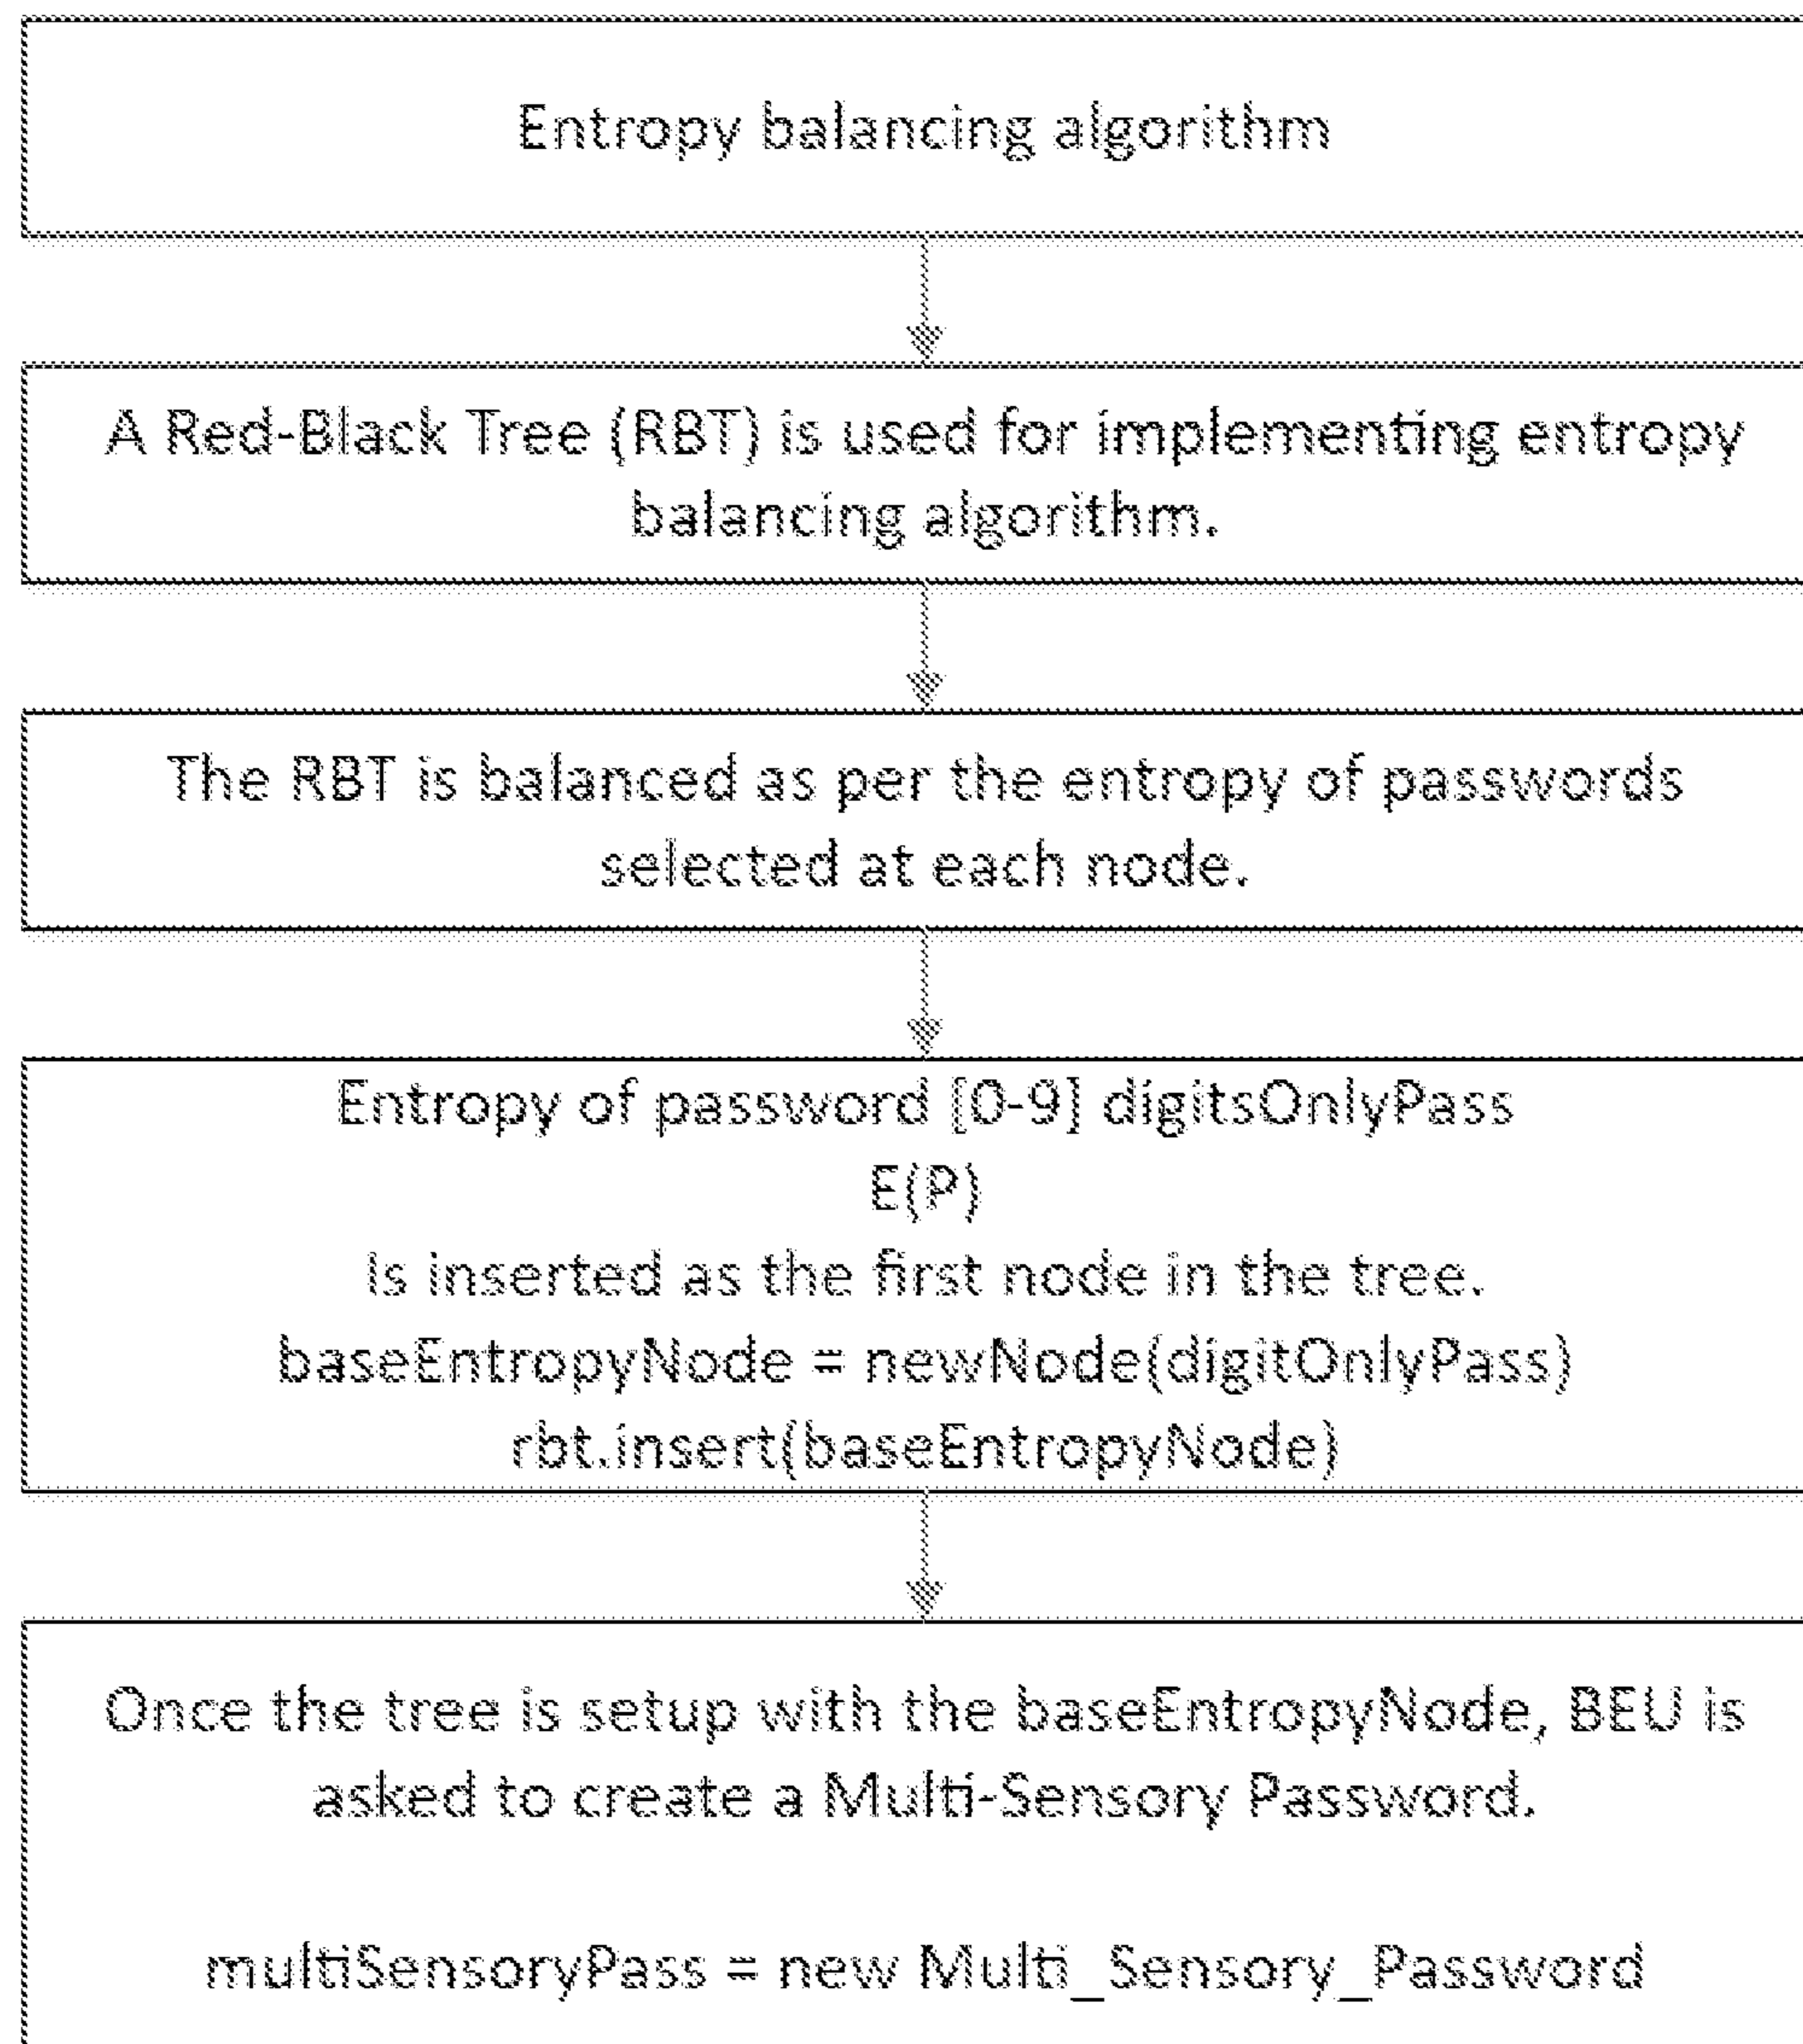 Entropy balancing algorithm
A Red-Black Tree (RBT) is used for implementing entropy
balancing algorithm.
The RBT is balanced as per the entropy of passwords
selected at each node.
Entropy of password [0-9] digitsOnlyPass
E(P)
Is inserted as the first node in the tree.
baseEntropyNode = newNode(digitOnlyPass)
rbt.insert(baseEntropyNode)
Once the tree is setup with the baseEntropyNode, BEU is
asked to create a Multi-Sensory Password.
multiSensoryPass = new Multi_Sensory_Password